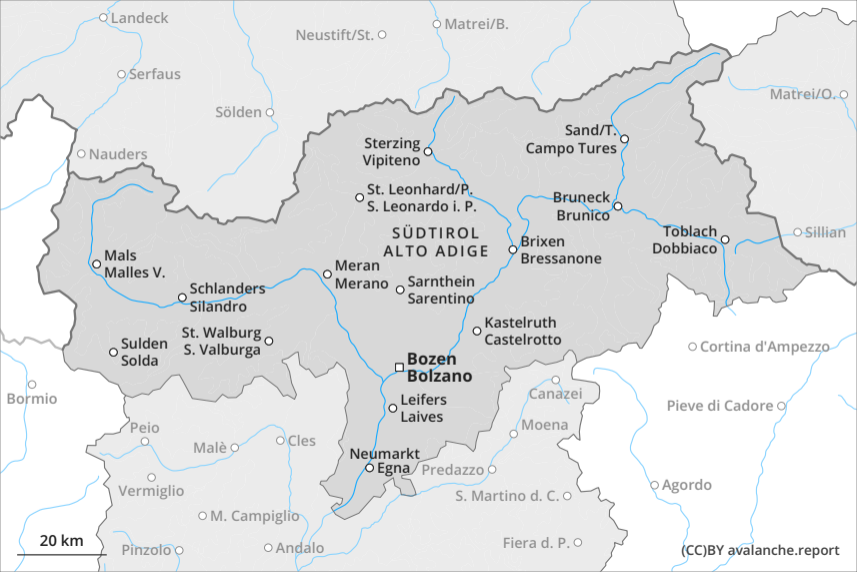 Landeck
Matrei/B.
Neustift/St.
Serfaus
Matrei/O.
Sölden
Sand/T.
Campo Tures
Sterzing
Vipiteno
Nauders
St. Leonhard/P.
S. Leonardo i. P.
Bruneck
Brunico
SÜDTIROL
ALTO ADIGE
Toblach
Dobbiaco
Sillian
Brixen
Bressanone
Mals
Malles V.
Meran
Merano
Sarnthein
Sarentino
Schlanders
Silandro
Kastelruth
Castelrotto
St. Walburg
S. Valburga
Sulden
Solda
Cortina d'Ampezzo
Bozen
Bolzano
Bormio
Canazei
Leifers
Laives
Pieve di Cadore
Peio
Moena
Malè
Cles
Neumarkt
Egna
Predazzo
Vermiglio
Agordo
S. Martino d. C.
M. Campiglio
20 km
Pinzolo
Andalo
Fiera d. P.
(CC)BY avalanche.report